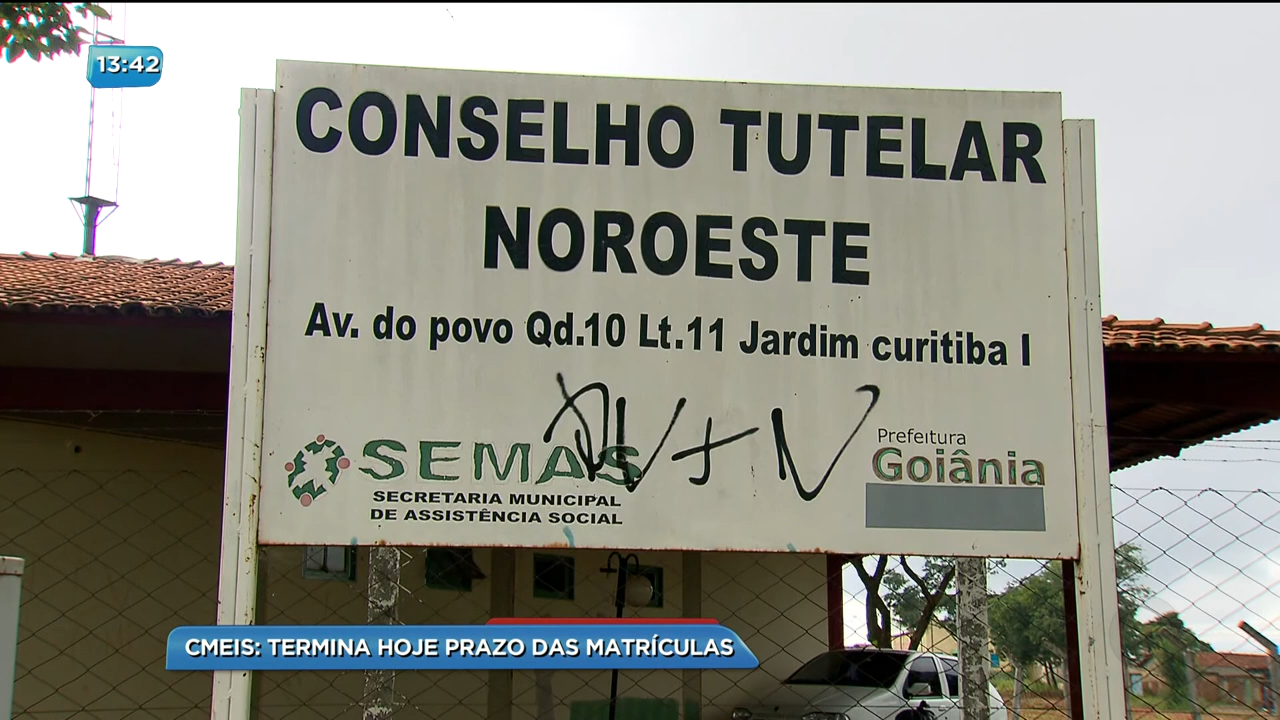 13:42
CONSELHO TUTELAR
NOROESTE
Av. do povo Qd.10 Lt.11 Jardim curitiba I
SEMAS
SECRETARIA MUNICIPAL
DE ASSISTÊNCIA SOCIAL
Prefeitura
Goiânia
CMEIS: TERMINA HOJE PRAZO DAS MATRÍCULAS